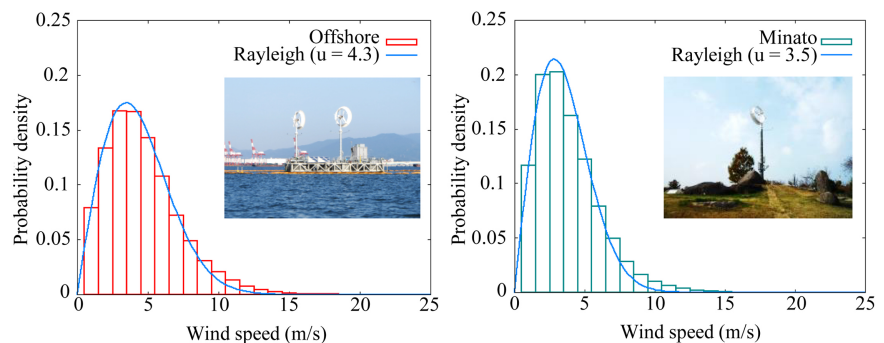 Offshore
Rayleigh (u = 4.3)
0.25
0.2
0.15
0.1
0.05
0
Probability density
0 5 10 15 20 25
Wind speed (m/s)
Minato
Rayleigh (u = 3.5)
0.25
0.2
0.15
0.1
0.05
0
Probability density
0 5 10 15 20 25
Wind speed (m/s)